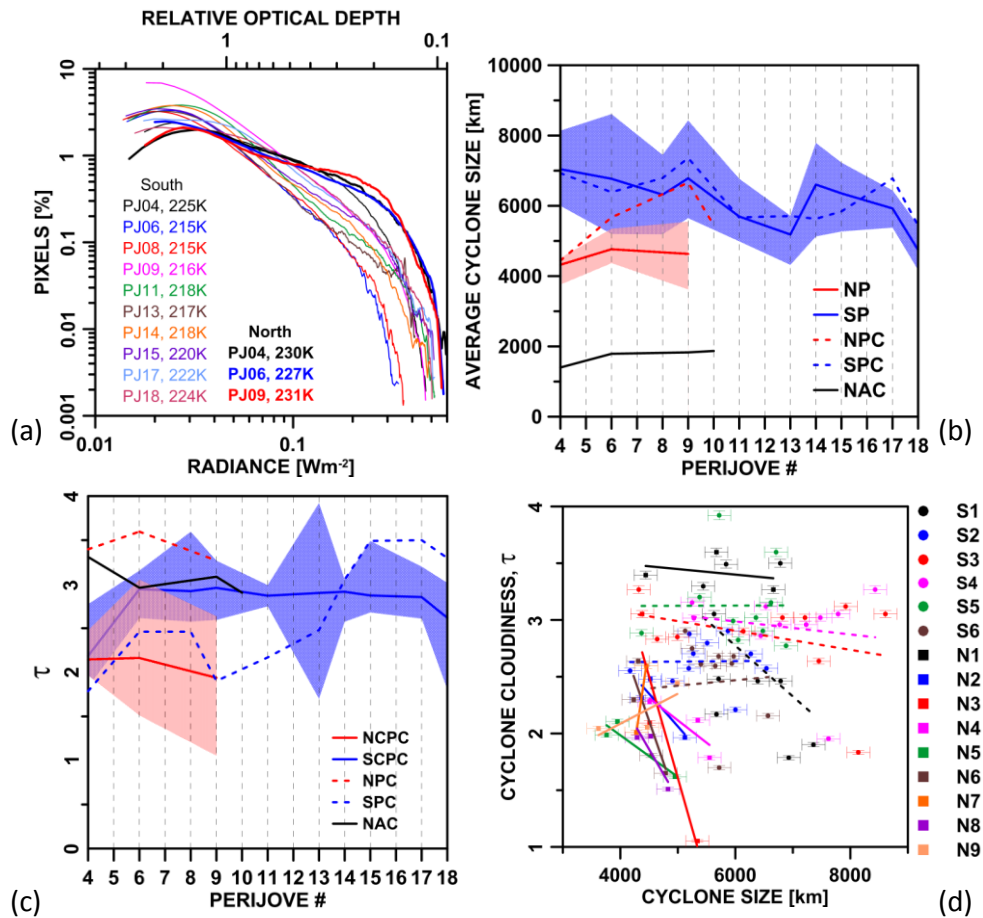 RELATIVE OPTICAL DEPTH
1 0.1
10
1
0.1
0.01
0.001
PIXELS [%]
South
PJ04, 225K
PJ06, 215K
PJ08, 215K
PJ09, 216K
PJ11, 218K
PJ13, 217K
PJ14, 218K
PJ15, 220K
PJ17, 222K
PJ18, 224K
North
PJ04, 230K
PJ06, 227K
PJ09, 231K
0.01 0.1
RADIANCE [Wm-2]
(a)
AVERAGE CYCLONE SIZE [km]
10000
8000
6000
4000
2000
0
NP
SP
NPC
SPC
NAC
4 5 6 7 8 9 10 11 12 13 14 15 16 17 18
PERIJOVE #
(b)
τ
4
3
2
1
0
NCPC
SCPC
NPC
SPC
NAC
4 5 6 7 8 9 10 11 12 13 14 15 16 17 18
PERIJOVE #
(c)
CYCLONE CLOUDINESS, τ
4
3
2
1
4000 6000 8000
CYCLONE SIZE [km]
S1
S2
S3
S4
S5
S6
N1
N2
N3
N4
N5
N6
N7
N8
N9
(d)